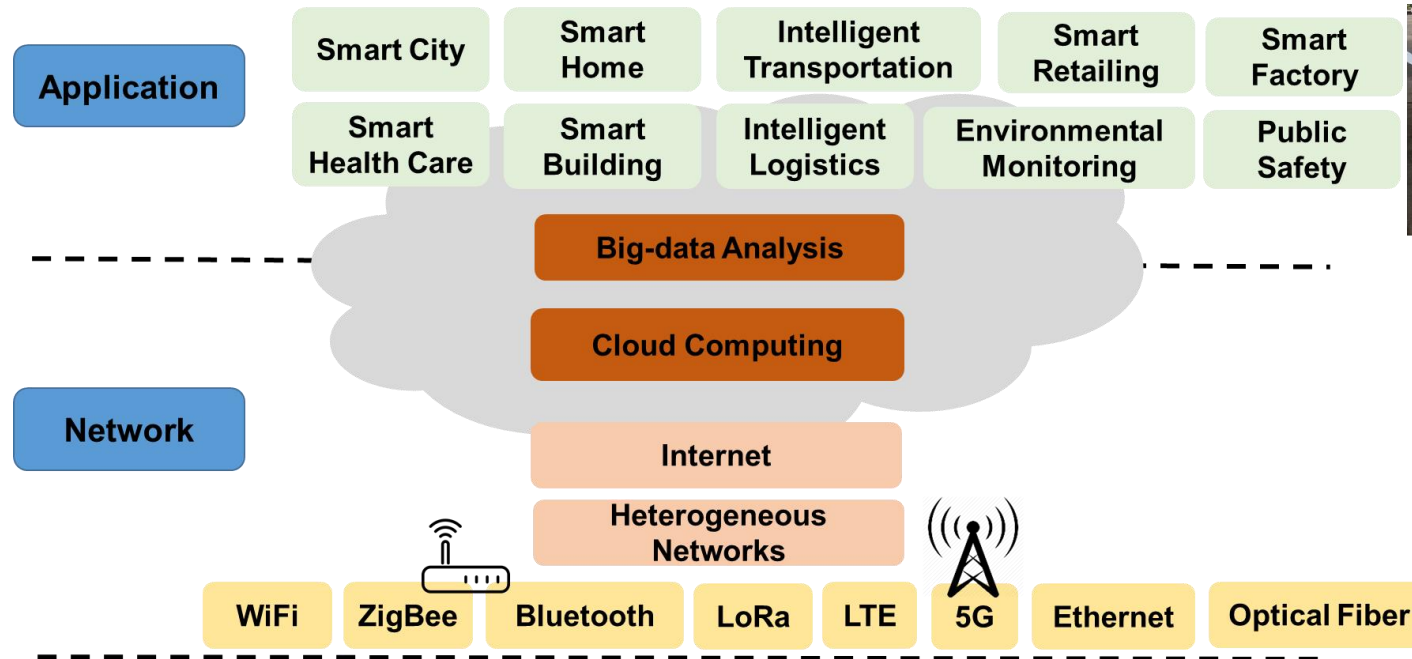 Application
Smart City
Smart
Home
Intelligent
Transportation
Smart
Retailing
Smart
Factory
Smart
Health Care
Smart
Building
Intelligent
Logistics
Environmental
Monitoring
Public
Safety
Big-data Analysis
Cloud Computing
Network
Internet
Heterogeneous
Networks
WiFi
ZigBee
Bluetooth
LoRa
LTE
5G
Ethernet
Optical Fiber